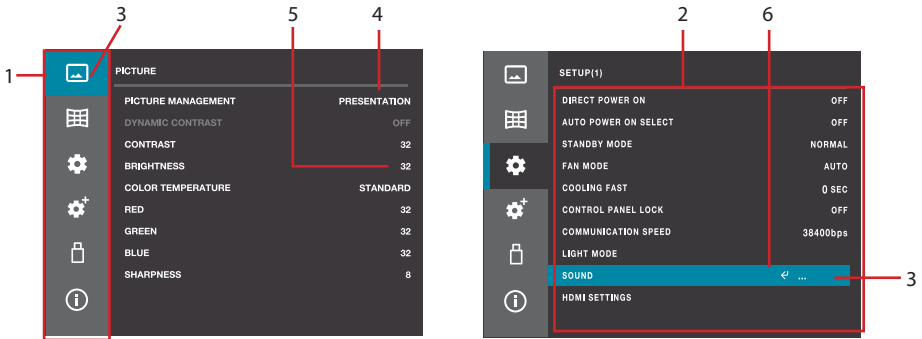 3 5 4
1
PICTURE
PICTURE MANAGEMENT PRESENTATION
DYNAMIC CONTRAST OFF
CONTRAST 32
BRIGHTNESS 32
COLOR TEMPERATURE STANDARD
RED 32
GREEN 32
BLUE 32
SHARPNESS 8
2 6
SETUP(1)
DIRECT POWER ON OFF
AUTO POWER ON SELECT OFF
STANDBY MODE NORMAL
FAN MODE AUTO
COOLING FAST 0 SEC
CONTROL PANEL LOCK OFF
COMMUNICATION SPEED 38400bps
LIGHT MODE
SOUND ...
3
HDMI SETTINGS